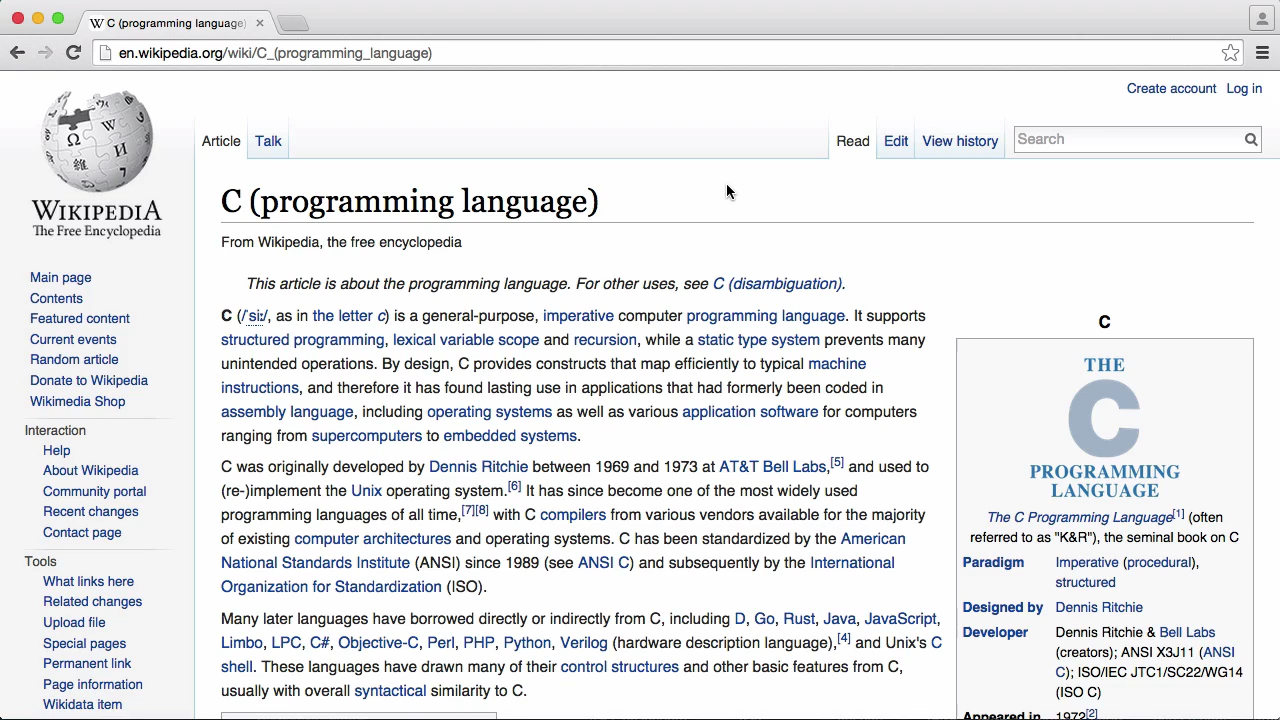 C (programming language)
en.wikipedia.org/wiki/C_(programming_language)
Create account Log in
Article Talk Read Edit View history Search
WIKIPEDIA
The Free Encyclopedia
Main page
Contents
Featured content
Current events
Random article
Donate to Wikipedia
Wikimedia Shop
Interaction
Help
About Wikipedia
Community portal
Recent changes
Contact page
Tools
What links here
Related changes
Upload file
Special pages
Permanent link
Page information
Wikidata item
C (programming language)
From Wikipedia, the free encyclopedia
This article is about the programming language. For other uses, see C (disambiguation).
C (/ˈsiː/, as in the letter c) is a general-purpose, imperative computer programming language. It supports
structured programming, lexical variable scope and recursion, while a static type system prevents many
unintended operations. By design, C provides constructs that map efficiently to typical machine
instructions, and therefore it has found lasting use in applications that had formerly been coded in
assembly language, including operating systems as well as various application software for computers
ranging from supercomputers to embedded systems.
C was originally developed by Dennis Ritchie between 1969 and 1973 at AT&T Bell Labs,[5] and used to
(re-)implement the Unix operating system.[6] It has since become one of the most widely used
programming languages of all time,[7][8] with C compilers from various vendors available for the majority
of existing computer architectures and operating systems. C has been standardized by the American
National Standards Institute (ANSI) since 1989 (see ANSI C) and subsequently by the International
Organization for Standardization (ISO).
Many later languages have borrowed directly or indirectly from C, including D, Go, Rust, Java, JavaScript,
Limbo, LPC, C#, Objective-C, Perl, PHP, Python, Verilog (hardware description language),[4] and Unix's C
shell. These languages have drawn many of their control structures and other basic features from C,
usually with overall syntactical similarity to C.
C
THE
C
PROGRAMMING
LANGUAGE
The C Programming Language[1] (often
referred to as "K&R"), the seminal book on C
Paradigm Imperative (procedural),
structured
Designed by Dennis Ritchie
Developer Dennis Ritchie & Bell Labs
(creators); ANSI X3J11 (ANSI
C); ISO/IEC JTC1/SC22/WG14
(ISO C)
Appeared in 1972[2]